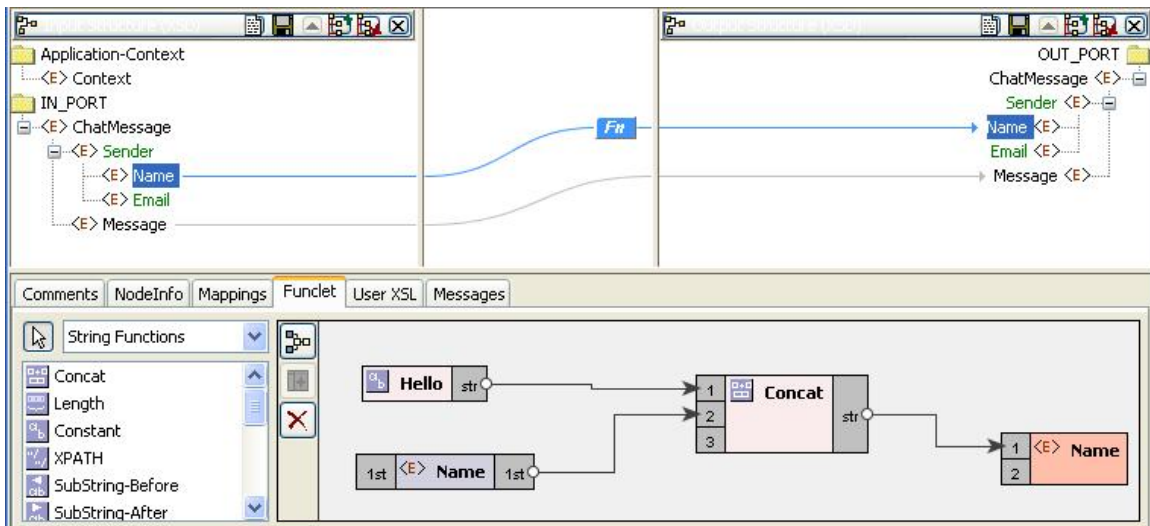 Application-Context
<E> Context
IN_PORT
<E> ChatMessage
<E> Sender
<E> Name
<E> Email
<E> Message
Fn
OUT_PORT
ChatMessage <E>
Sender <E>
Name <E>
Email <E>
Message <E>
Comments NodeInfo Mappings Funclet User XSL Messages
String Functions
Concat
Length
Constant
XPATH
SubString-Before
SubString-After
Hello str
1st <E> Name 1st
1 Concat
2 str
3
1 <E> Name
2